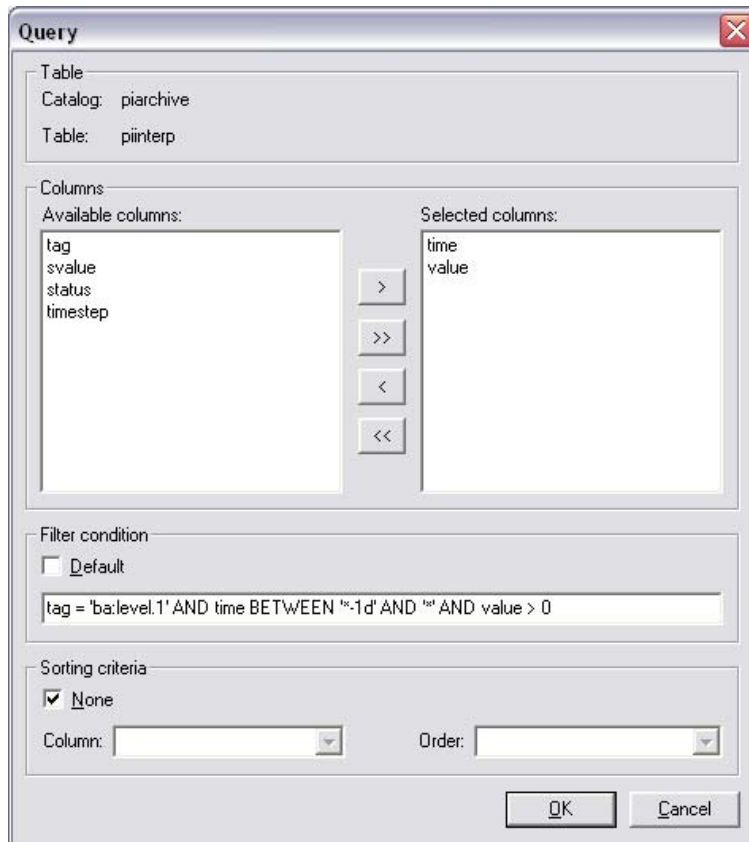 Query
Table
Catalog: piarchive
Table: piinterp
Columns
Available columns:
tag
svalue
status
timestep
>
>>
<
<<
Selected columns:
time
value
Filter condition
Default
tag = 'ba:level.1' AND time BETWEEN '*-1d' AND '*' AND value > 0
Sorting criteria
None
Column:
Order:
OK
Cancel